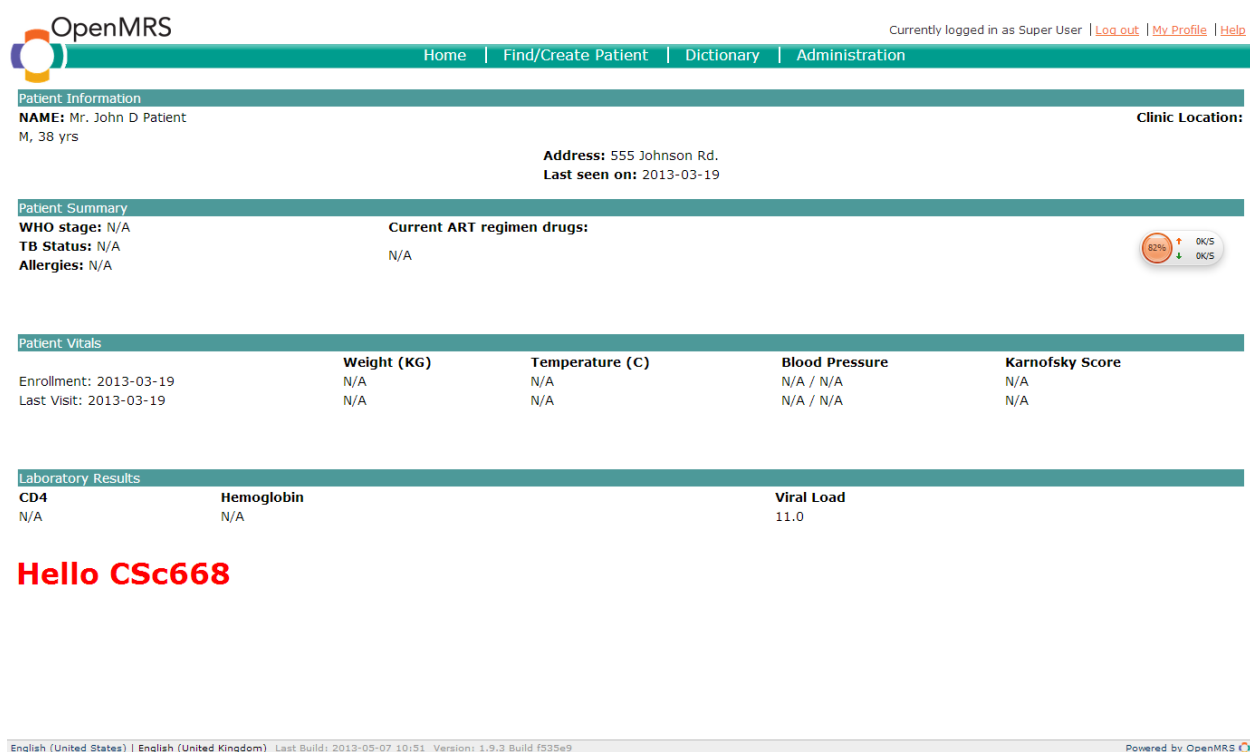 OpenMRS
Currently logged in as Super User | Log out | My Profile | Help
Home | Find/Create Patient | Dictionary | Administration
Patient Information
NAME: Mr. John D Patient Clinic Location:
M, 38 yrs
Address: 555 Johnson Rd.
Last seen on: 2013-03-19
Patient Summary
WHO stage: N/A Current ART regimen drugs:
TB Status: N/A
N/A
Allergies: N/A
82% ↑ 0K/S
↓ 0K/S
Patient Vitals
Weight (KG) Temperature (C) Blood Pressure Karnofsky Score
Enrollment: 2013-03-19 N/A N/A N/A / N/A N/A
Last Visit: 2013-03-19 N/A N/A N/A / N/A N/A
Laboratory Results
CD4 Hemoglobin Viral Load
N/A N/A 11.0
Hello CSc668
English (United States) | English (United Kingdom) Last Build: 2013-05-07 10:51 Version: 1.9.3 Build f535e9 Powered by OpenMRS